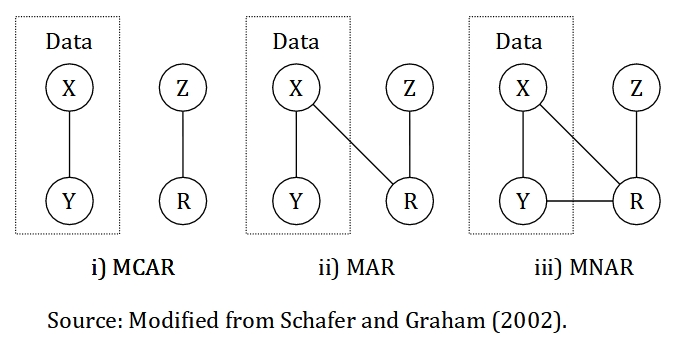 Data Data Data
X Z X Z X Z
Y R Y R Y R
i) MCAR ii) MAR iii) MNAR
Source: Modified from Schafer and Graham (2002).